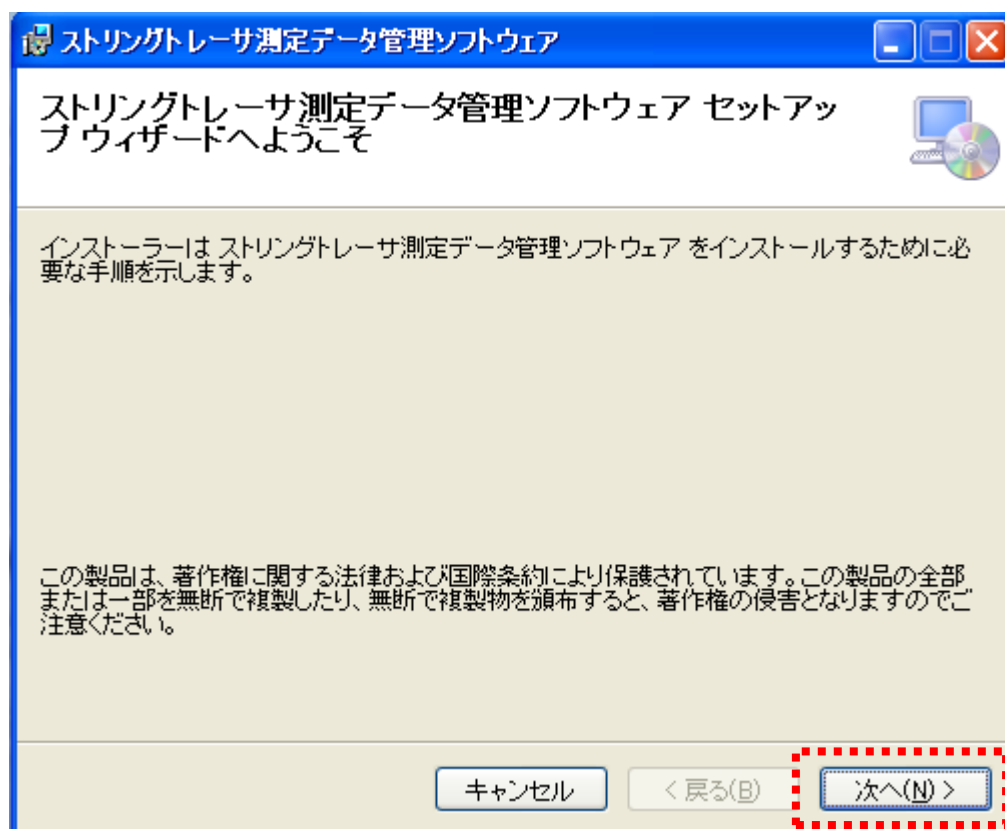 ストリングトレーサ測定データ管理ソフトウェア
ストリングトレーサ測定データ管理ソフトウェア セットアッ
プ ウィザードへようこそ
インストーラーは ストリングトレーサ測定データ管理ソフトウェア をインストールするために必
要な手順を示します。
この製品は、著作権に関する法律および国際条約により保護されています。この製品の全部
または一部を無断で複製したり、無断で複製物を頒布すると、著作権の侵害となりますのでご
注意ください。
キャンセル
< 戻る(B)
次へ(N) >